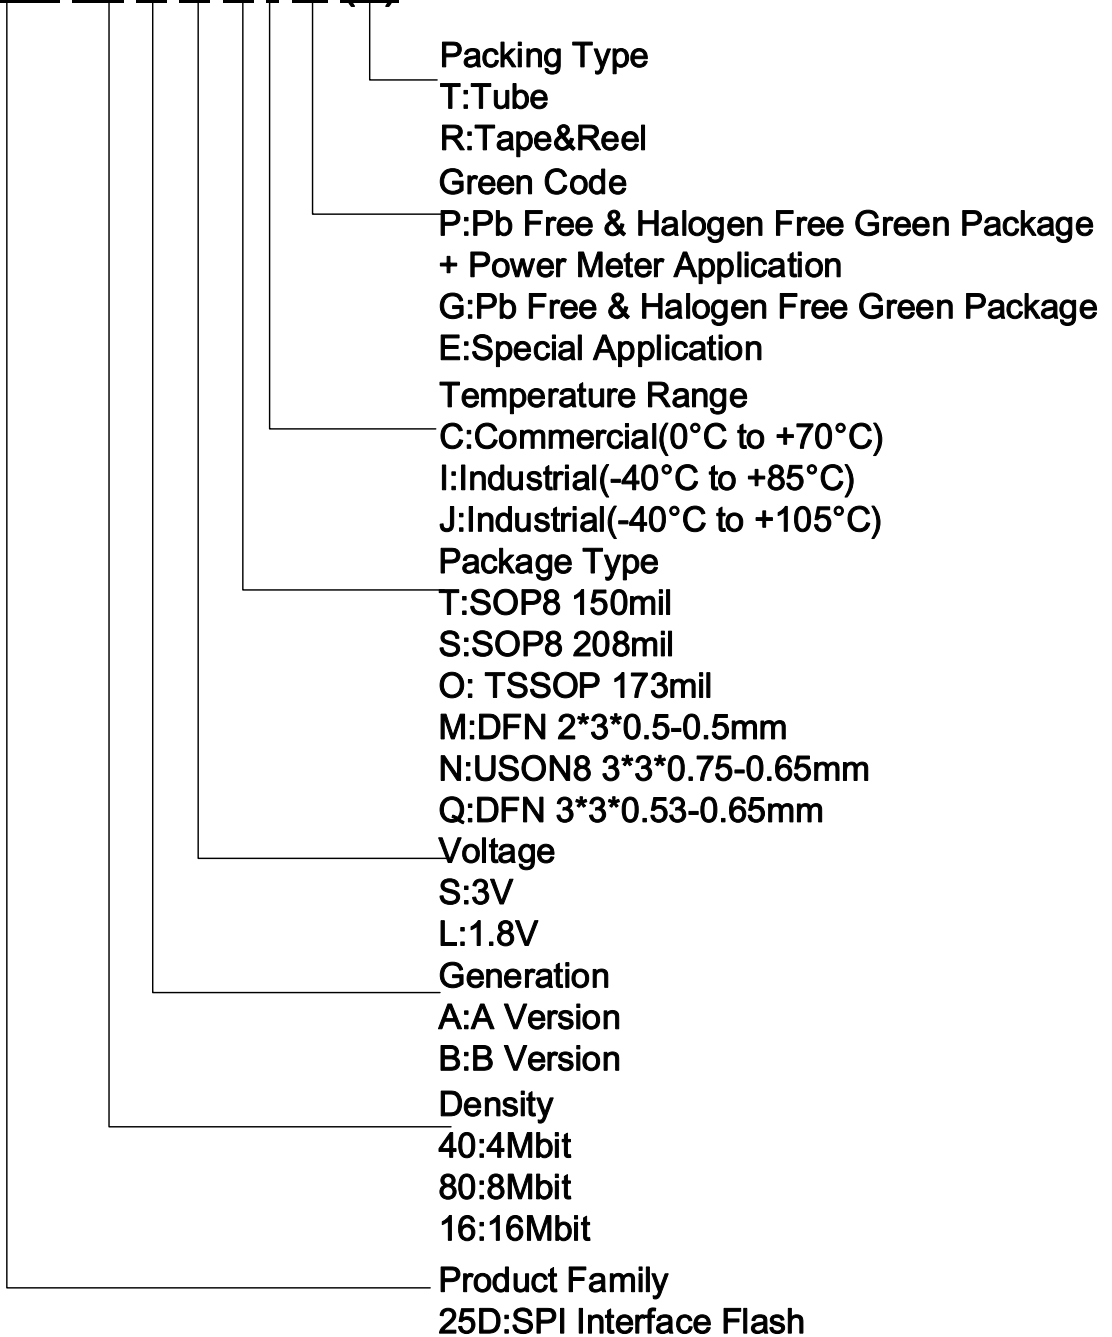 Packing Type
T:Tube
R:Tape&Reel
Green Code
P:Pb Free & Halogen Free Green Package
+ Power Meter Application
G:Pb Free & Halogen Free Green Package
E:Special Application
Temperature Range
C:Commercial(0°C to +70°C)
I:Industrial(-40°C to +85°C)
J:Industrial(-40°C to +105°C)
Package Type
T:SOP8 150mil
S:SOP8 208mil
O: TSSOP 173mil
M:DFN 2*3*0.5-0.5mm
N:USON8 3*3*0.75-0.65mm
Q:DFN 3*3*0.53-0.65mm
Voltage
S:3V
L:1.8V
Generation
A:A Version
B:B Version
Density
40:4Mbit
80:8Mbit
16:16Mbit
Product Family
25D:SPI Interface Flash